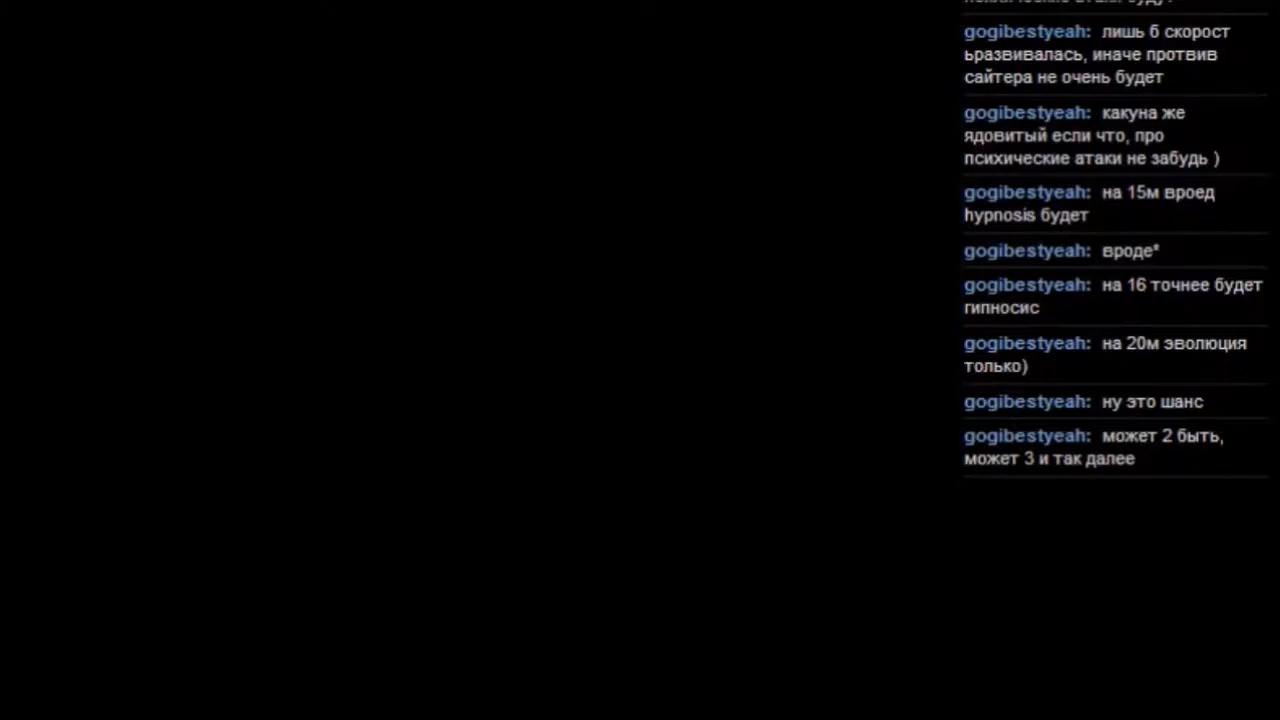 gogibestyeah: лишь б скорост
ьразвивалась, иначе протвив
сайтера не очень будет
gogibestyeah: какуна же
ядовитый если что, про
психические атаки не забудь )
gogibestyeah: на 15м вроед
hypnosis будет
gogibestyeah: вроде*
gogibestyeah: на 16 точнее будет
гипносис
gogibestyeah: на 20м эволюция
только)
gogibestyeah: ну это шанс
gogibestyeah: может 2 быть,
может 3 и так далее